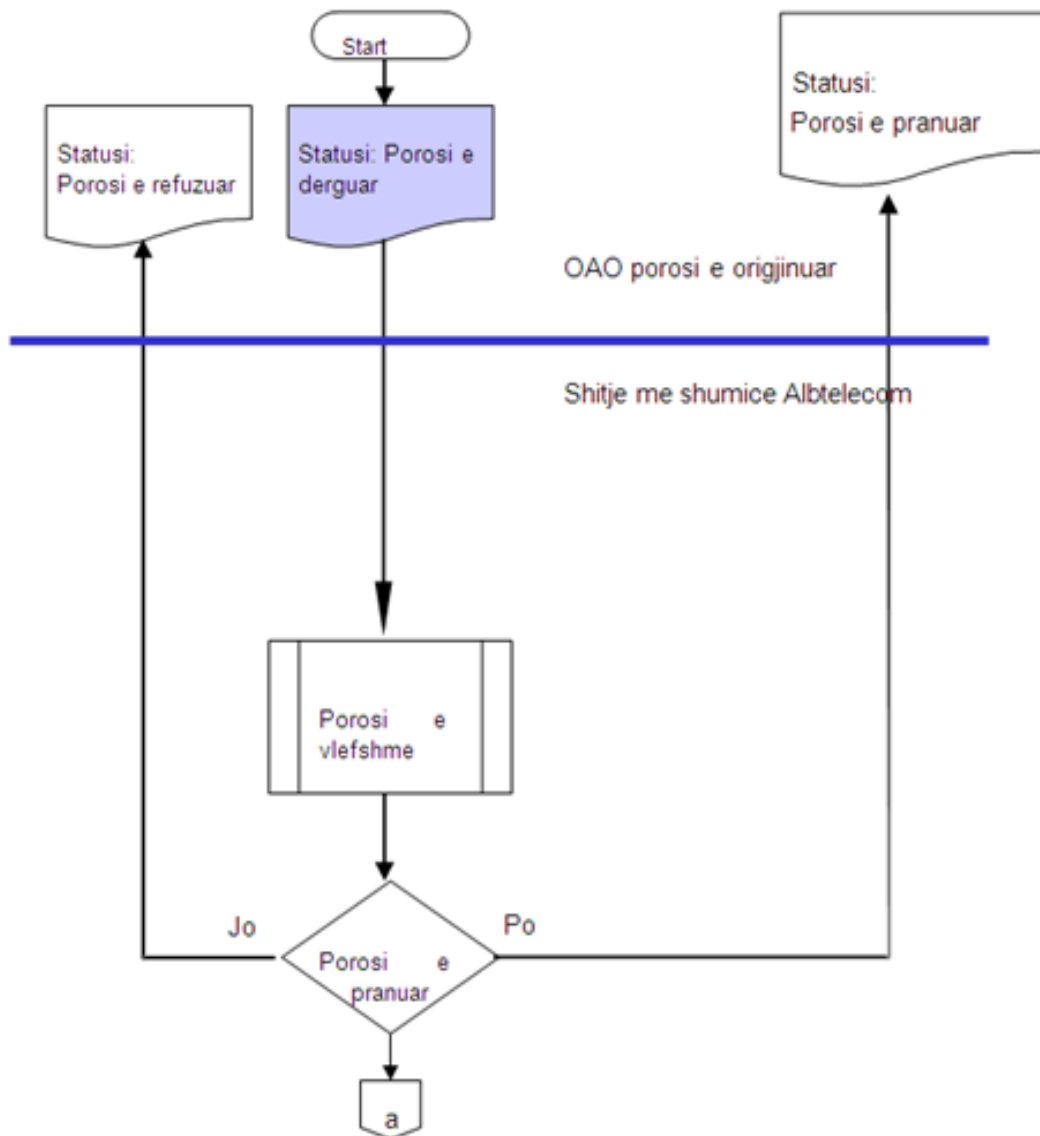 Start
Statusi:
Porosi e refuzuar
Statusi: Porosi e
derguar
Statusi:
Porosi e pranuar
OAO porosi e origjinuar
Shitje me shumice Albtelecom
Porosi e
vlefshme
Jo
Po
Porosi e
pranuar
a